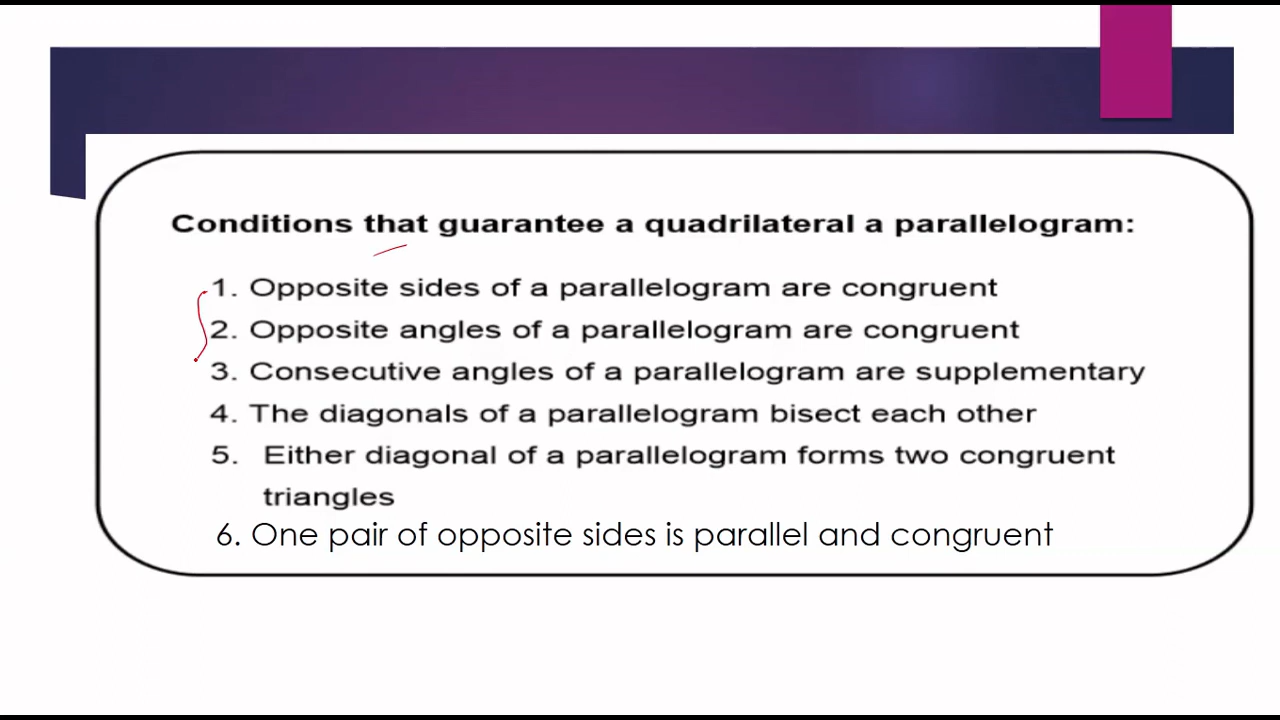 Conditions that guarantee a quadrilateral a parallelogram:
1. Opposite sides of a parallelogram are congruent
2. Opposite angles of a parallelogram are congruent
3. Consecutive angles of a parallelogram are supplementary
4. The diagonals of a parallelogram bisect each other
5. Either diagonal of a parallelogram forms two congruent
triangles
6. One pair of opposite sides is parallel and congruent